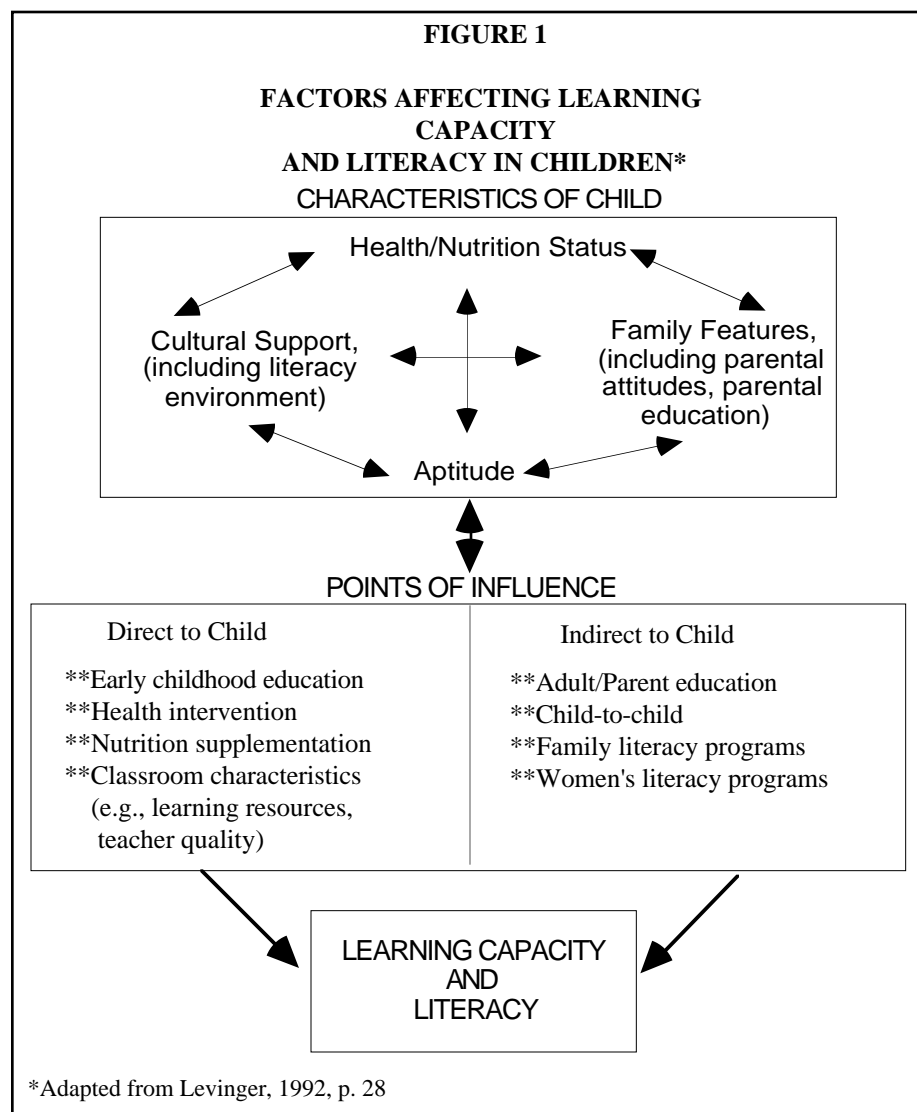 FIGURE 1
FACTORS AFFECTING LEARNING
CAPACITY
AND LITERACY IN CHILDREN*
CHARACTERISTICS OF CHILD
Health/Nutrition Status
Cultural Support,
(including literacy
environment)
Family Features,
(including parental
attitudes, parental
education)
Aptitude
POINTS OF INFLUENCE
Direct to Child
**Early childhood education
**Health intervention
**Nutrition supplementation
**Classroom characteristics
(e.g., learning resources,
teacher quality)
Indirect to Child
**Adult/Parent education
**Child-to-child
**Family literacy programs
**Women's literacy programs
LEARNING CAPACITY
AND
LITERACY
*Adapted from Levinger, 1992, p. 28